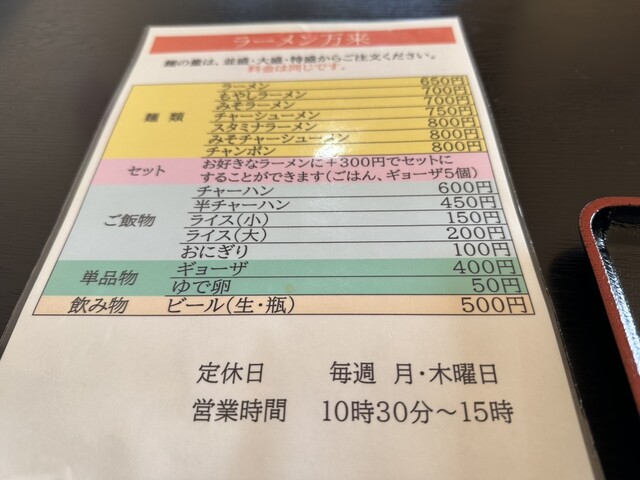 ラーメン万来
麺の量は、並盛・大盛・特盛からご注文ください。
料金は同じです。
麺類
ラーメン 650円
もやしラーメン 700円
みそラーメン 700円
チャーシューメン 750円
スタミナラーメン 800円
みそチャーシューメン 800円
チャンポン 800円
セット お好きなラーメンに+300円でセットに
することができます(ごはん、ギョーザ5個)
ご飯物
チャーハン 600円
半チャーハン 450円
ライス(小) 150円
ライス(大) 200円
おにぎり 100円
単品物
ギョーザ 400円
ゆで卵 50円
飲み物 ビール(生・瓶) 500円
定休日 毎週 月・木曜日
営業時間 10時30分~15時